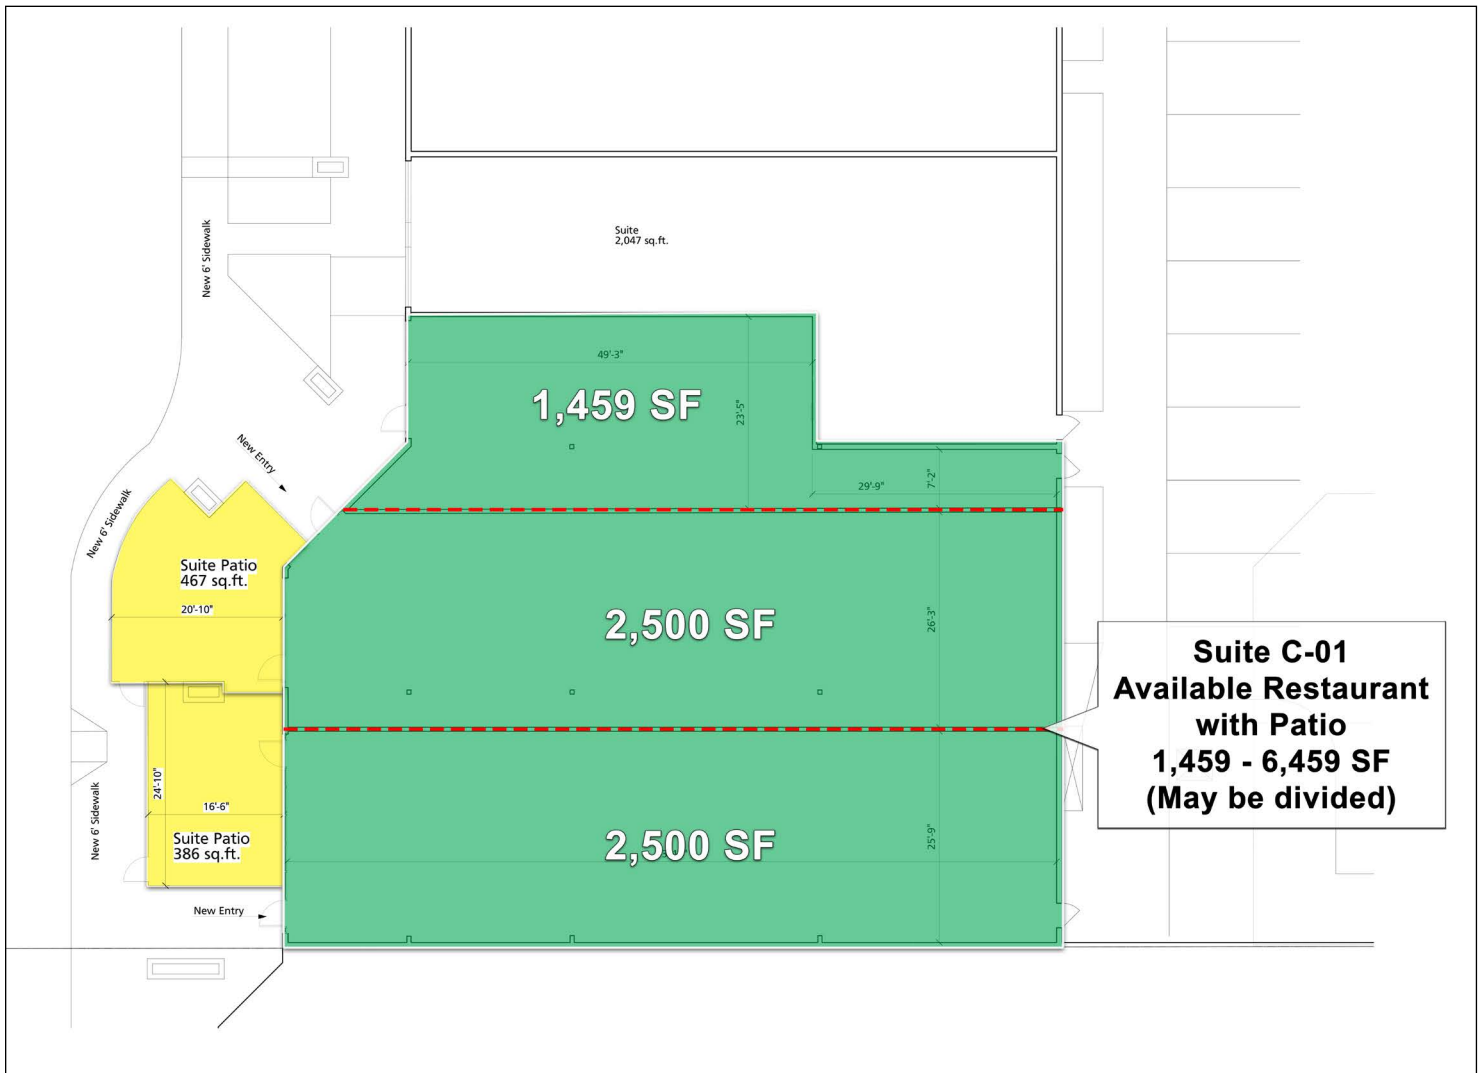 Suite
2,047 sq.ft.
New 6' Sidewalk
49'-3"
1,459 SF
23'-5"
New Entry
29'-9"
7'-2"
New 6' Sidewalk
Suite Patio
467 sq.ft.
20'-10"
2,500 SF
26'-3"
Suite C-01
Available Restaurant
with Patio
1,459 - 6,459 SF
(May be divided)
24'-10"
16'-6"
New 6' Sidewalk
Suite Patio
386 sq.ft.
2,500 SF
25'-9"
New Entry